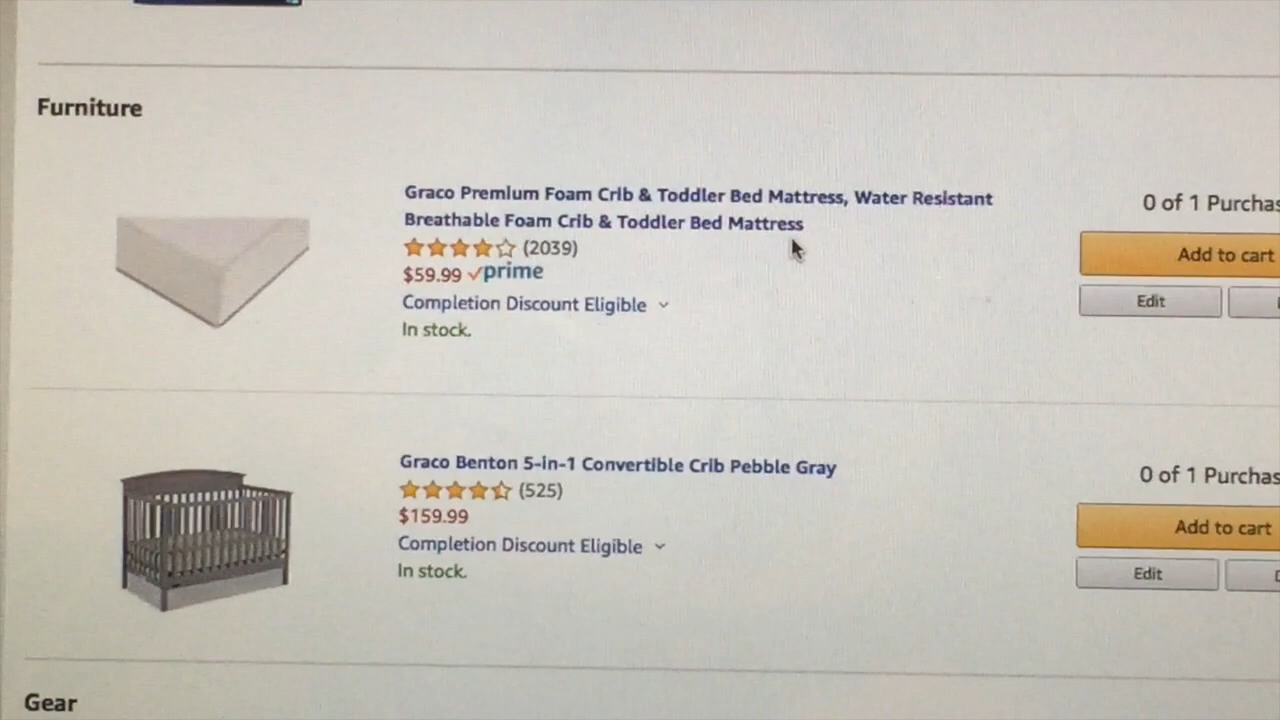 Furniture
Graco Premium Foam Crib & Toddler Bed Mattress, Water Resistant
Breathable Foam Crib & Toddler Bed Mattress
(2039)
$59.99 prime
Completion Discount Eligible
In stock.
0 of 1 Purchas
Add to cart
Edit
Graco Benton 5-in-1 Convertible Crib Pebble Gray
(525)
$159.99
Completion Discount Eligible
In stock.
0 of 1 Purchas
Add to cart
Edit
Gear